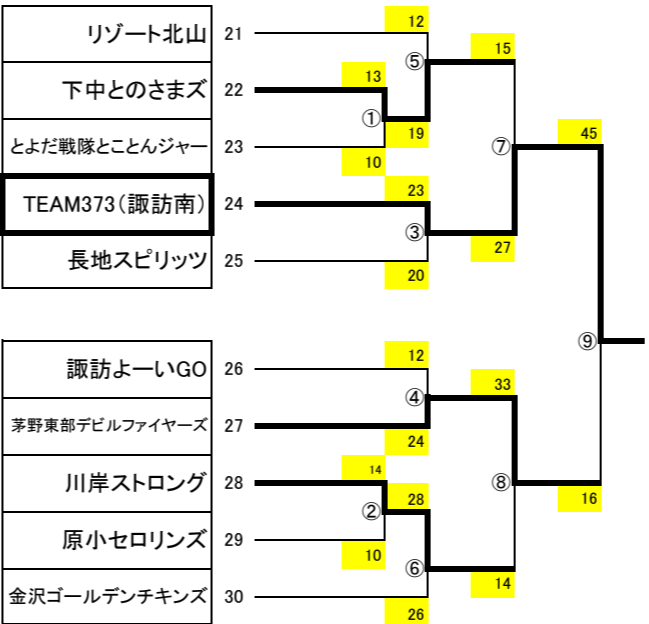 リゾート北山 21 12
⑤ 15
下中とのさまズ 22 13
① 19
とよだ戦隊とことんジャー 23 10
⑦ 45
TEAM373(諏訪南) 24 23
③ 27
長地スピリッツ 25 20
⑨
諏訪よーいGO 26 12
④ 33
茅野東部デビルファイヤーズ 27 24
川岸ストロング 28 14
② 28
⑧ 16
原小セロリンズ 29 10
⑥ 14
金沢ゴールデンチキンズ 30 26